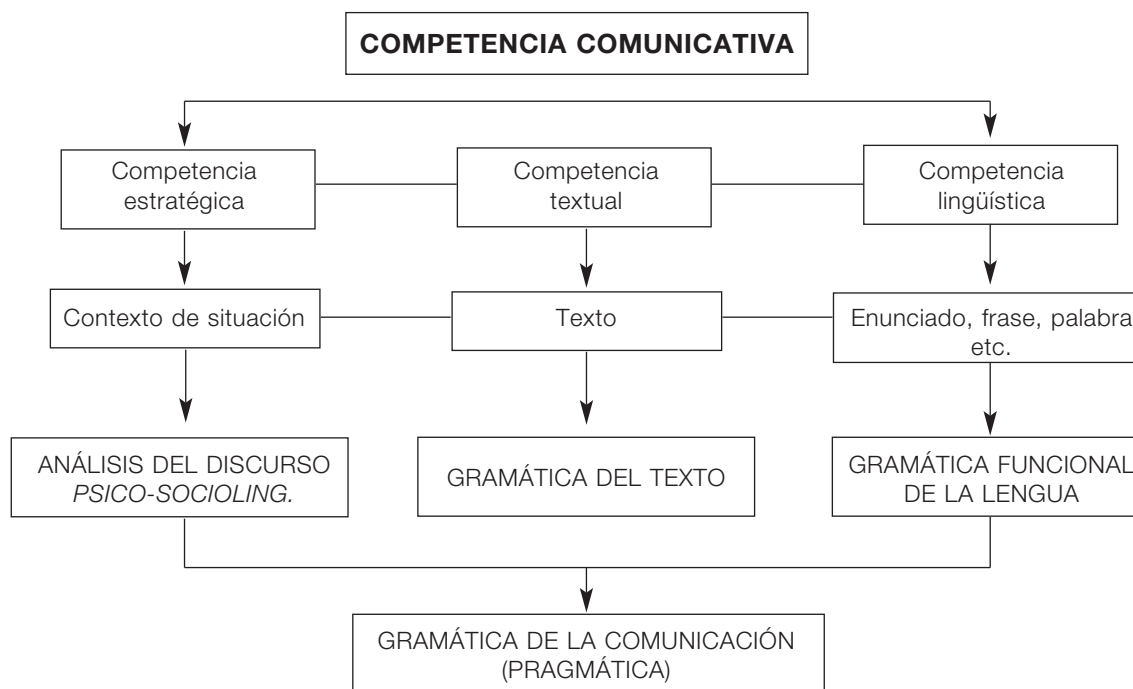 COMPETENCIA COMUNICATIVA
Competencia
estratégica
Competencia
textual
Competencia
lingüística
Contexto de situación
Texto
Enunciado, frase, palabra
etc.
ANÁLISIS DEL DISCURSO
PSICO-SOCIOLING.
GRAMÁTICA DEL TEXTO
GRAMÁTICA FUNCIONAL
DE LA LENGUA
GRAMÁTICA DE LA COMUNICACIÓN
(PRAGMÁTICA)